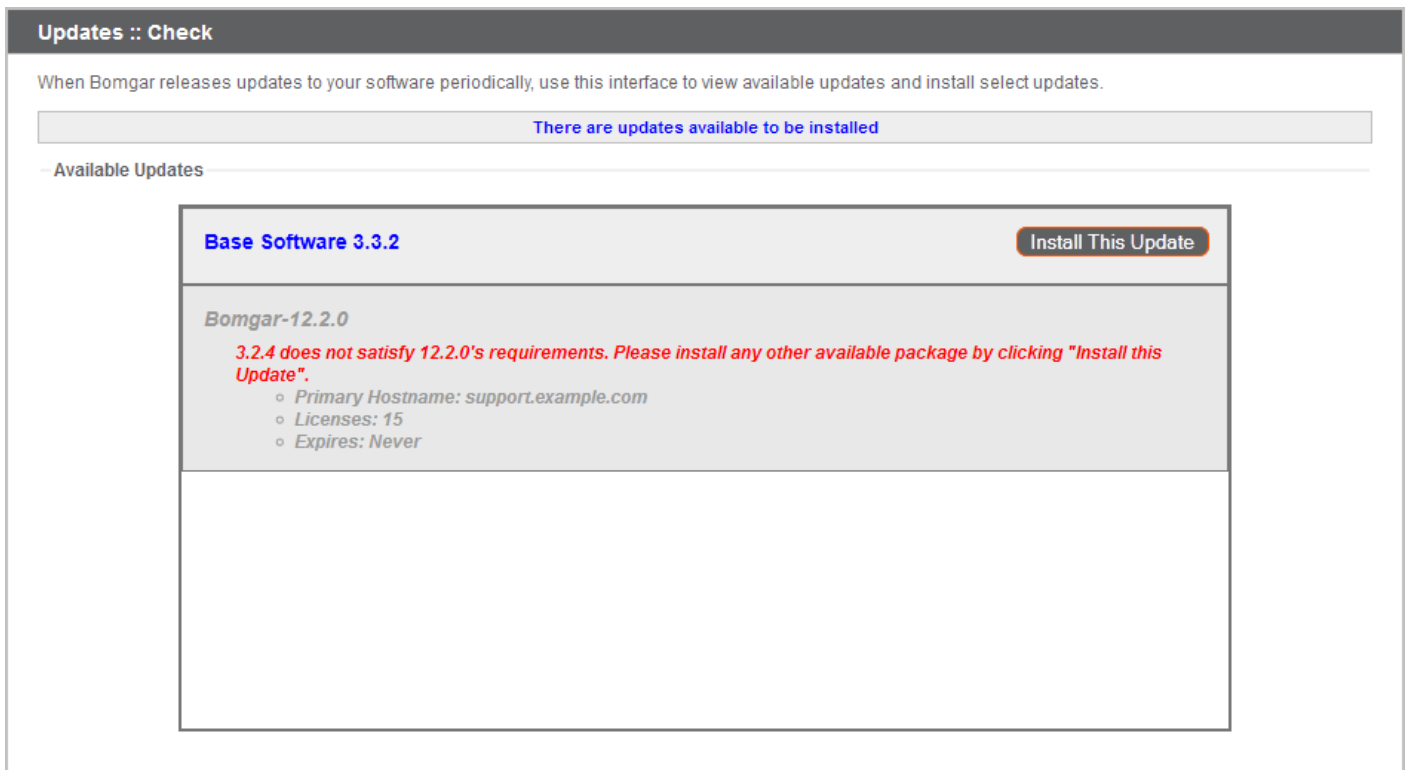 Updates :: Check
When Bomgar releases updates to your software periodically, use this interface to view available updates and install select updates.
There are updates available to be installed
Available Updates
Base Software 3.3.2
Install This Update
Bomgar-12.2.0
3.2.4 does not satisfy 12.2.0's requirements. Please install any other available package by clicking "Install this
Update".
Primary Hostname: support.example.com
Licenses: 15
Expires: Never